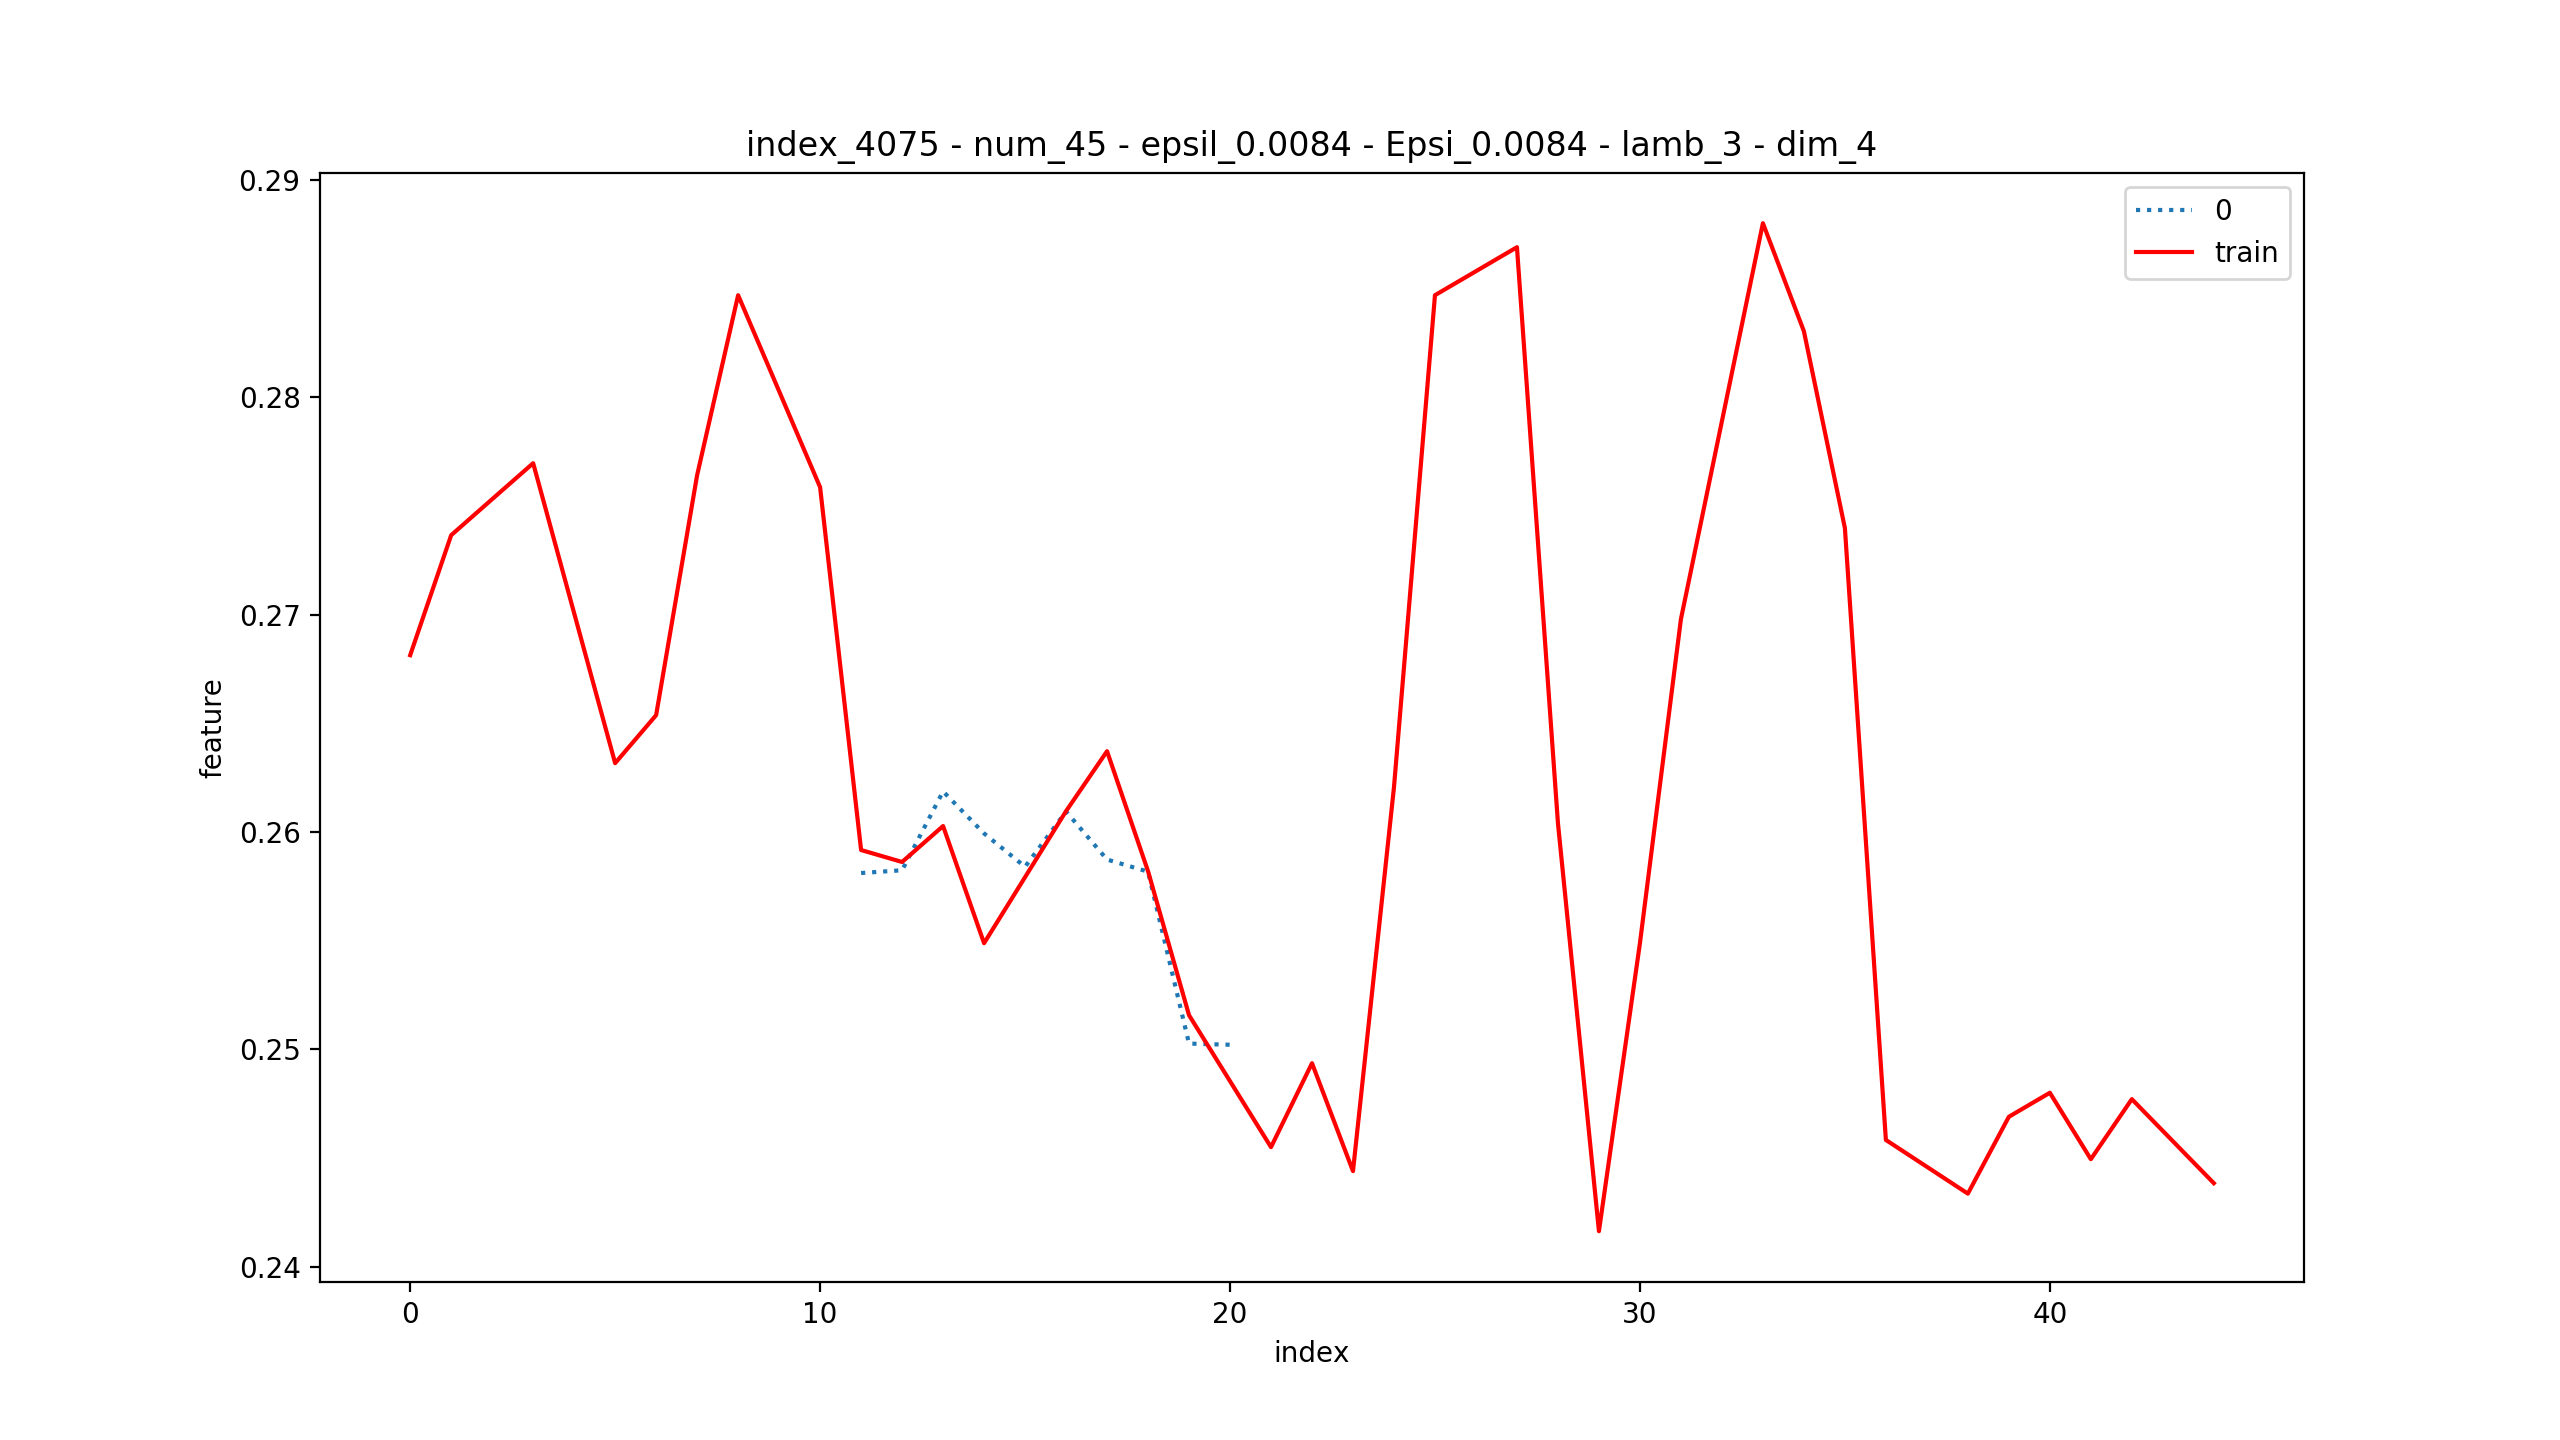 index_4075 - num_45 - epsil_0.0084 - Epsi_0.0084 - lamb_3 - dim_4
0
train
0.29
0.28
0.27
0.26
0.25
0.24
feature
0 10 20 30 40
index